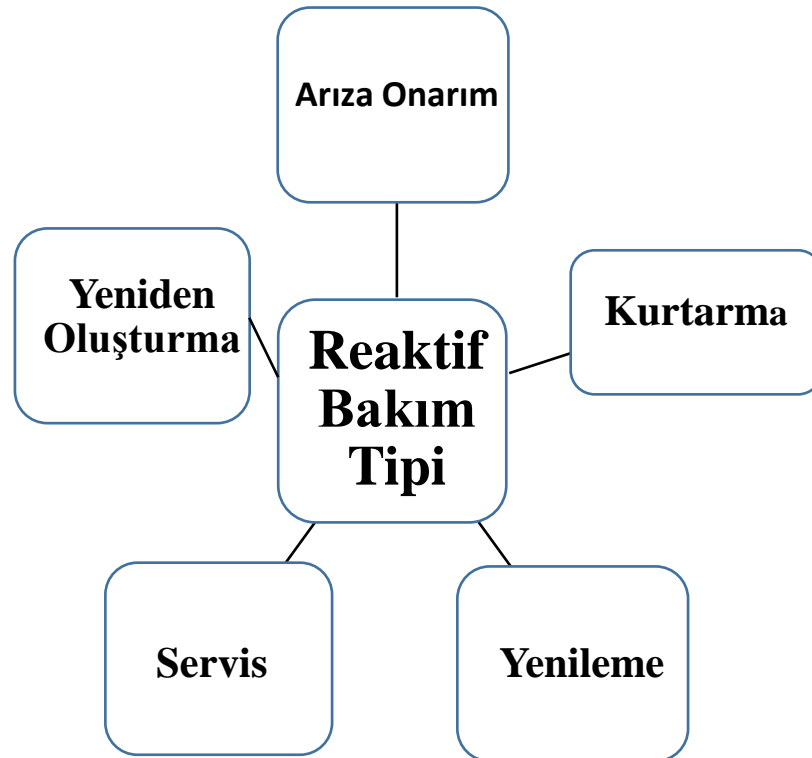 Arıza Onarım
Kurtarma
Yeniden
Oluşturma
Reaktif
Bakım
Tipi
Servis
Yenileme